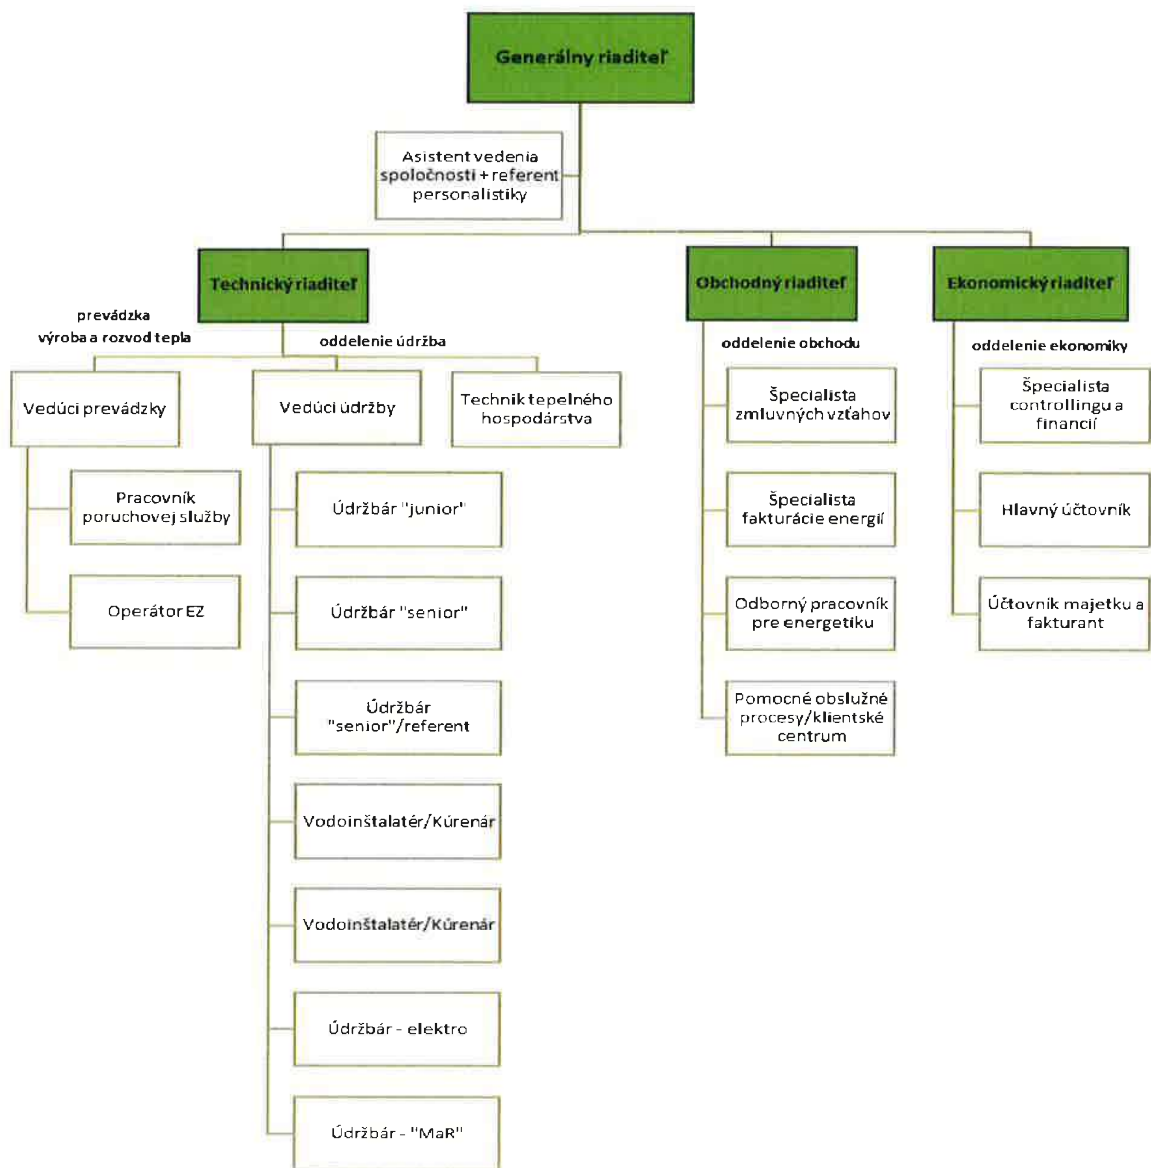 Generálny riaditeľ
Asistent vedenia
spoločnosti + referent
personalistiky
Technický riaditeľ
Obchodný riaditeľ
Ekonomický riaditeľ
prevádzka
výroba a rozvod tepla
oddelenie údržba
oddelenie obchodu
oddelenie ekonomiky
Vedúci prevádzky
Vedúci údržby
Technik tepelného
hospodárstva
Špecialista
zmluvných vzťahov
Špecialista
controllingu a
financií
Pracovník
poruchovej služby
Údržbár "junior"
Špecialista
fakturácie energií
Hlavný účtovník
Operátor EZ
Údržbár "senior"
Odborný pracovník
pre energetiku
Účtovník majetku a
fakturant
Údržbár
"senior"/referent
Pomocné obslužné
procesy/klientské
centrum
Vodoinštalatér/Kúrenár
Vodoinštalatér/Kúrenár
Údržbár - elektro
Údržbár - "MaR"